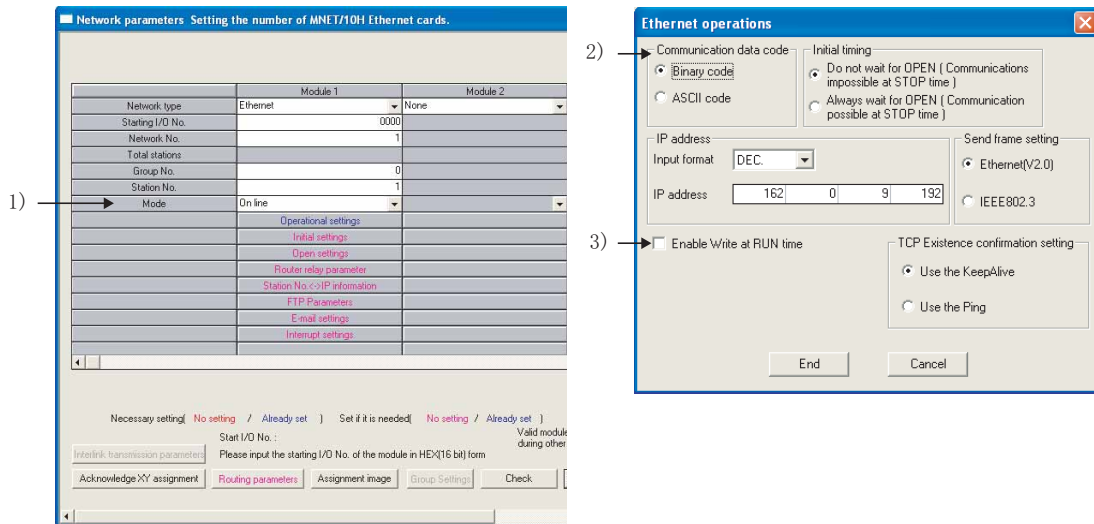 Network parameters Setting the number of MNET/10H Ethernet cards.
Module 1 Module 2
Network type Ethernet None
Starting I/O No. 0000
Network No. 1
Total stations
Group No. 0
Station No. 1
1) Mode On line
Operational settings
Initial settings
Open settings
Router relay parameter
Station No.<->IP information
FTP Parameters
E-mail settings
Interrupt settings
Necessary setting( No setting / Already set ) Set if it is needed( No setting / Already set )
Start I/O No. :
Valid module
during other
Interlink transmission parameters Please input the starting I/O No. of the module in HEX(16 bit) form
Acknowledge XY assignment Routing parameters Assignment image Group Settings Check
Ethernet operations
2) Communication data code
Binary code
ASCII code
Initial timing
Do not wait for OPEN ( Communications
impossible at STOP time )
Always wait for OPEN ( Communication
possible at STOP time )
IP address
Input format DEC.
IP address 162 0 9 192
Send frame setting
Ethernet(V2.0)
IEEE802.3
3) Enable Write at RUN time
TCP Existence confirmation setting
Use the KeepAlive
Use the Ping
End Cancel